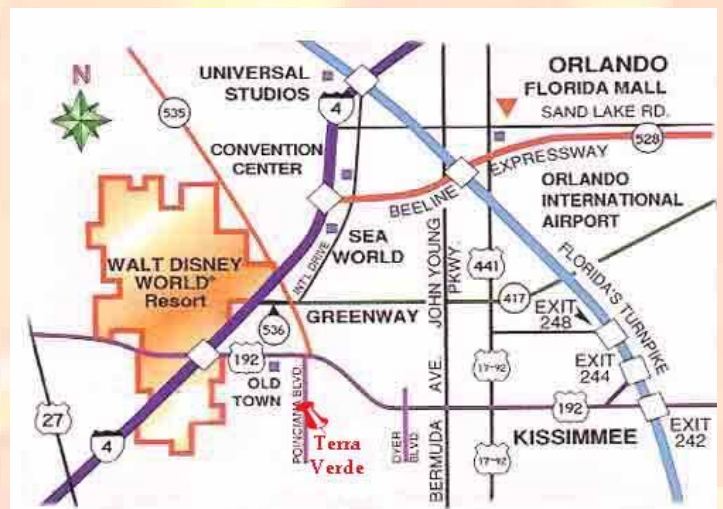 N
UNIVERSAL
STUDIOS
4
ORLANDO
FLORIDA MALL
SAND LAKE RD.
535
528
CONVENTION
CENTER
BEELINE EXPRESSWAY
ORLANDO
INTERNATIONAL
AIRPORT
WALT DISNEY
WORLD®
Resort
SEA
WORLD
INT'L DRIVE
JOHN YOUNG
PKWY.
441
FLORIDA'S TURNPIKE
417
536
GREENWAY
EXIT
248
192
OLD
TOWN
17-92
EXIT
244
27
POINCIANA BLVD.
Terra
Verde
DYER
BLVD
BERMUDA AVE.
192
KISSIMMEE
EXIT
242
4
17-92